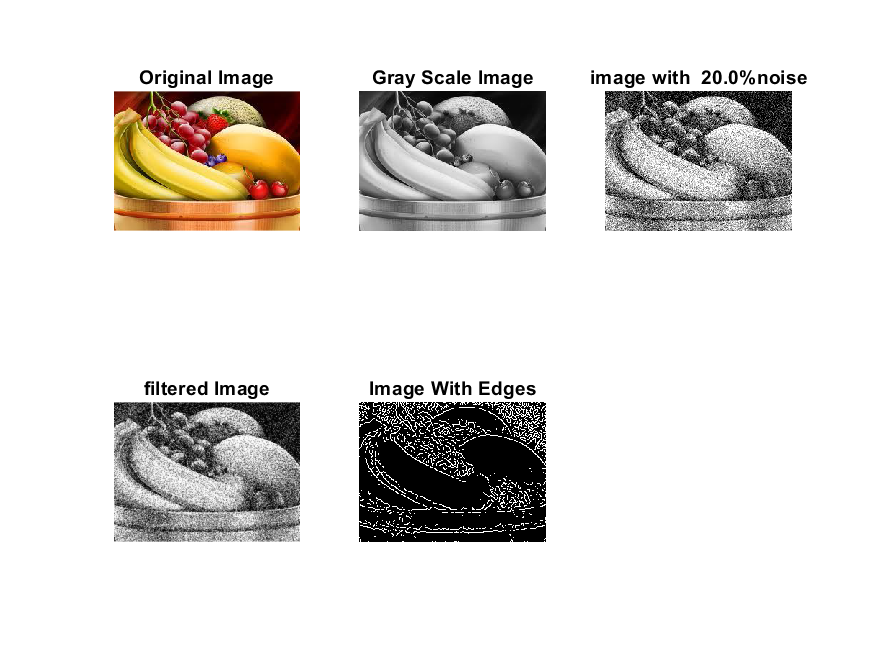 Original Image
Gray Scale Image
image with  20.0%noise
filtered Image
Image With Edges